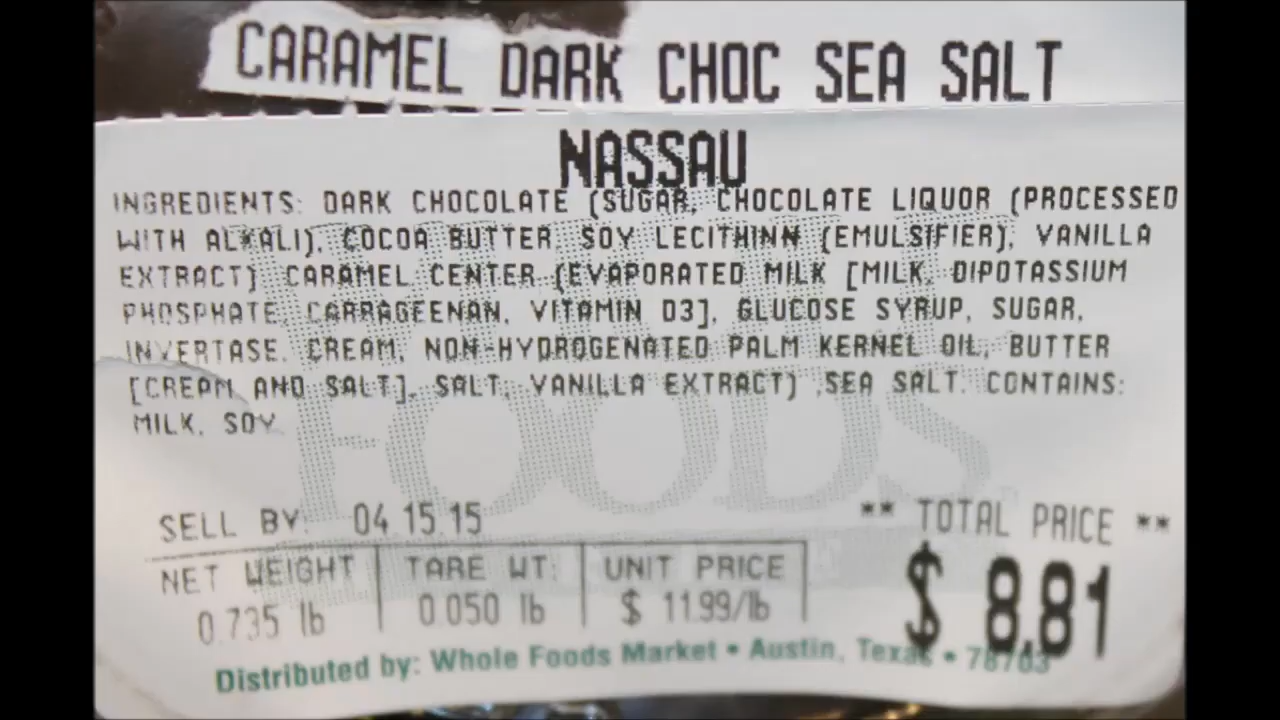 CARAMEL DARK CHOC SEA SALT
NASSAU
INGREDIENTS: DARK CHOCOLATE (SUGAR, CHOCOLATE LIQUOR (PROCESSED
WITH ALKALI), COCOA BUTTER, SOY LECITHINN (EMULSIFIER), VANILLA
EXTRACT) CARAMEL CENTER (EVAPORATED MILK [MILK, DIPOTASSIUM
PHOSPHATE, CARRAGEENAN, VITAMIN D3], GLUCOSE SYRUP, SUGAR,
INVERTASE, CREAM, NON-HYDROGENATED PALM KERNEL OIL, BUTTER
[CREAM AND SALT], SALT, VANILLA EXTRACT) ,SEA SALT. CONTAINS:
MILK, SOY
FOODS
SELL BY: 04.15.15
** TOTAL PRICE **
NET WEIGHT TARE WT: UNIT PRICE
0.735 lb 0.050 lb $ 11.99/lb
$ 8.81
Distributed by: Whole Foods Market • Austin, Texas • 78703